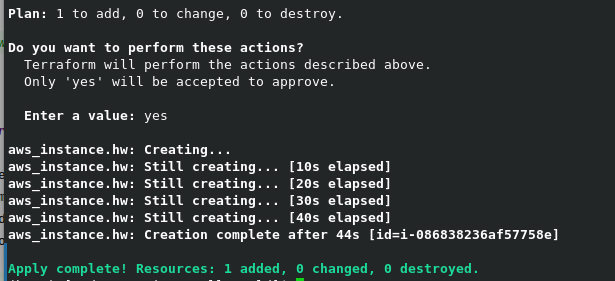 Plan: 1 to add, 0 to change, 0 to destroy.
Do you want to perform these actions?
Terraform will perform the actions described above.
Only 'yes' will be accepted to approve.
Enter a value: yes
aws_instance.hw: Creating...
aws_instance.hw: Still creating... [10s elapsed]
aws_instance.hw: Still creating... [20s elapsed]
aws_instance.hw: Still creating... [30s elapsed]
aws_instance.hw: Still creating... [40s elapsed]
aws_instance.hw: Creation complete after 44s [id=i-086838236af57758e]
Apply complete! Resources: 1 added, 0 changed, 0 destroyed.